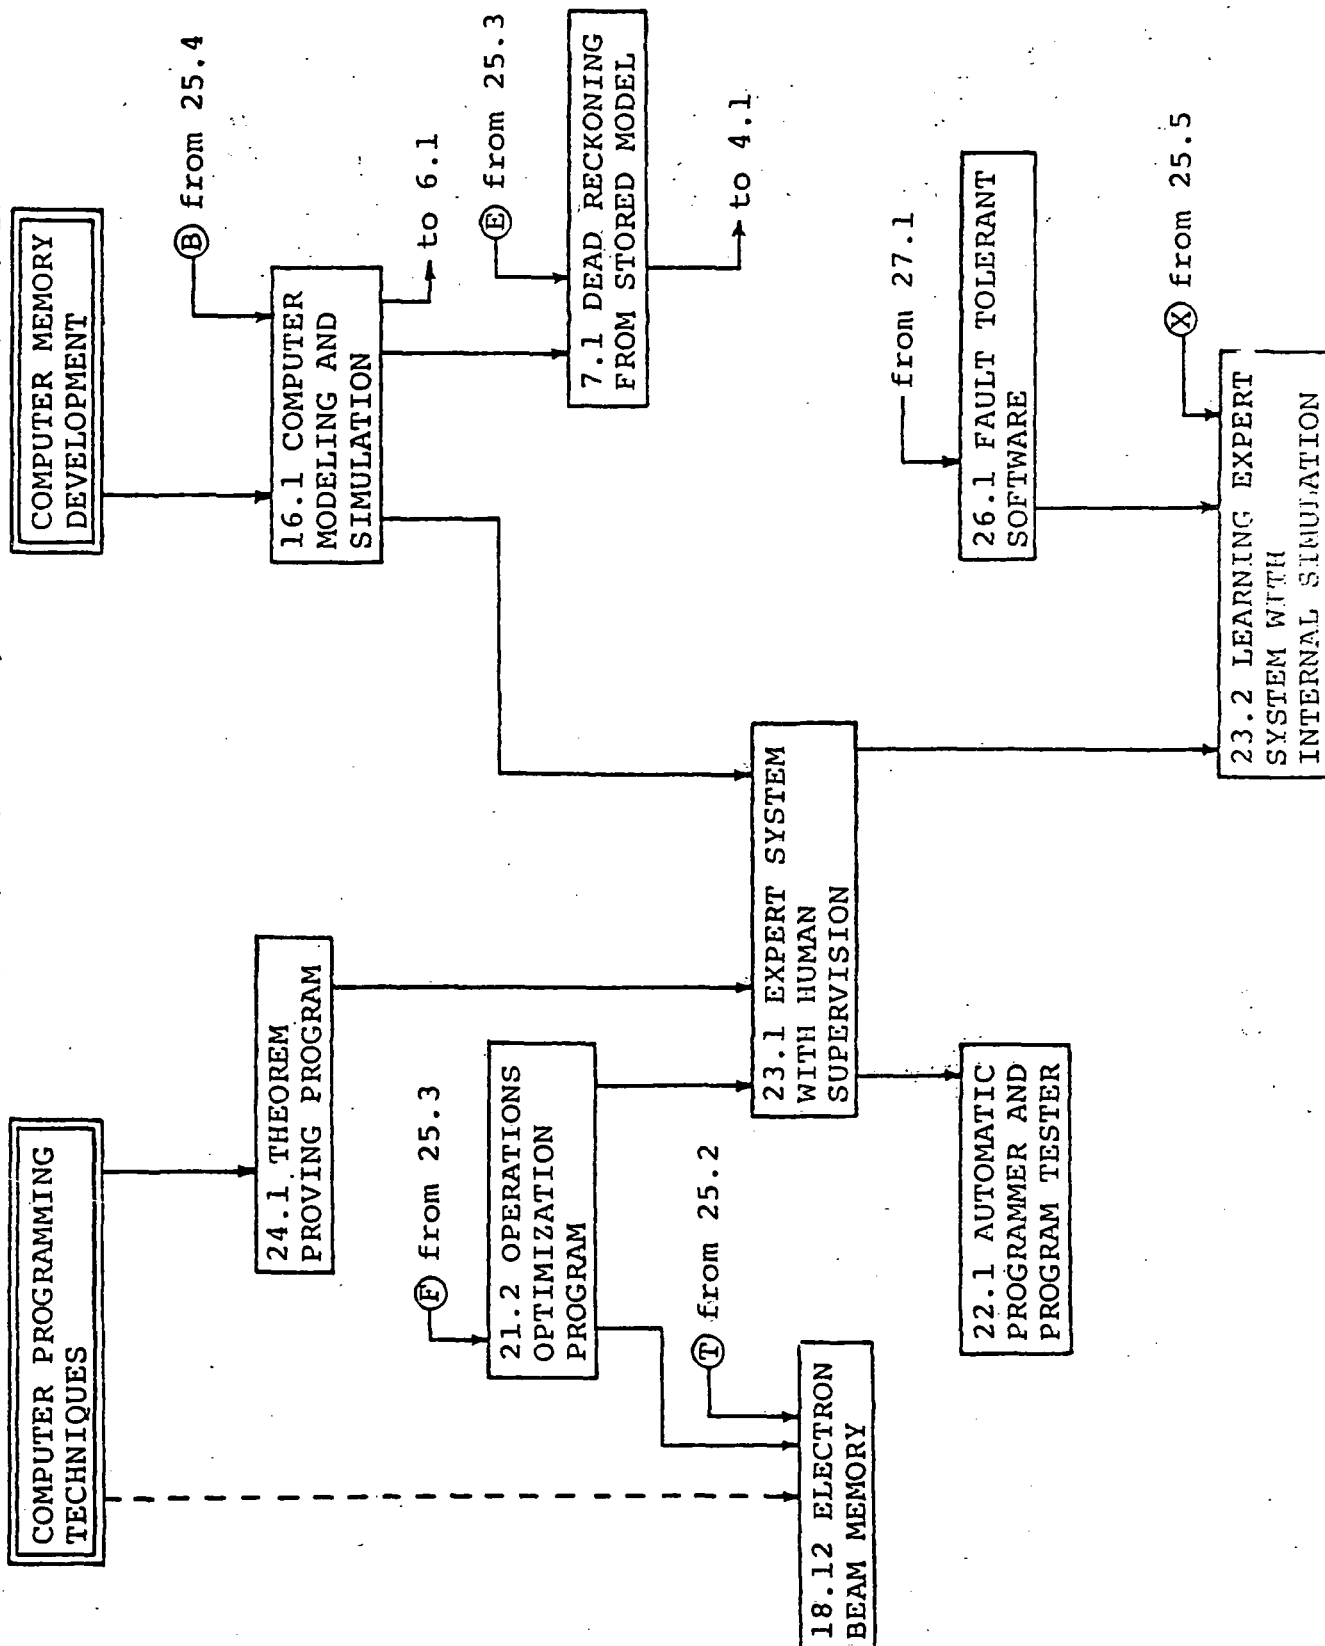 COMPUTER PROGRAMMING
TECHNIQUES
COMPUTER MEMORY
DEVELOPMENT
24.1 THEOREM
PROVING PROGRAM
B from 25.4
16.1 COMPUTER
MODELING AND
SIMULATION
to 6.1
F from 25.3
21.2 OPERATIONS
OPTIMIZATION
PROGRAM
E from 25.3
7.1 DEAD RECKONING
FROM STORED MODEL
to 4.1
T from 25.2
18.12 ELECTRON
BEAM MEMORY
23.1 EXPERT SYSTEM
WITH HUMAN
SUPERVISION
22.1 AUTOMATIC
PROGRAMMER AND
PROGRAM TESTER
from 27.1
26.1 FAULT TOLERANT
SOFTWARE
X from 25.5
23.2 LEARNING EXPERT
SYSTEM WITH
INTERNAL SIMULATION